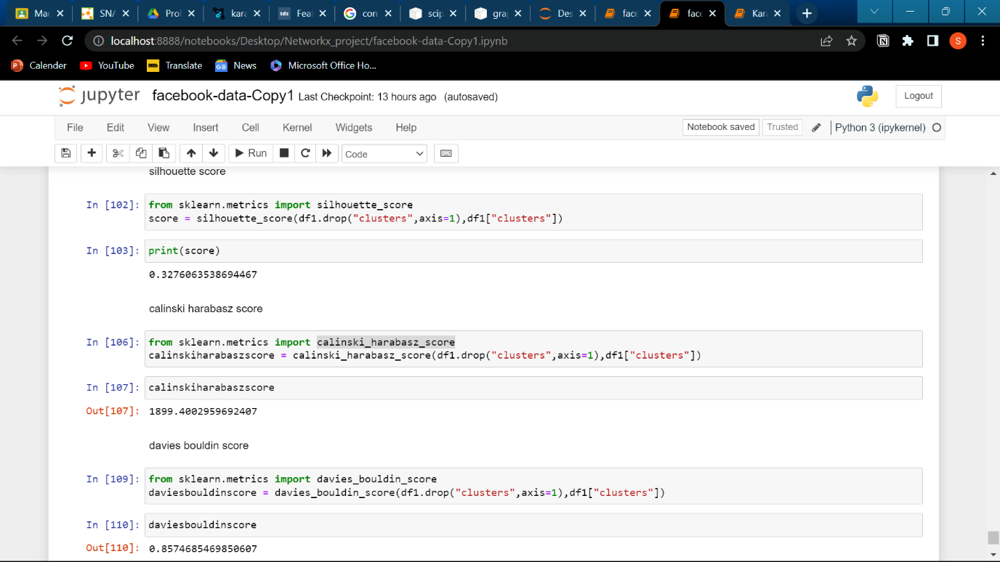 Mac
SNA
Prol
kara
tds Feat
con
scip
gra
Des
face
face
Kar
localhost:8888/notebooks/Desktop/Networkx_project/facebook-data-Copy1.ipynb
S
Calender YouTube Translate News Microsoft Office Ho...
jupyter facebook-data-Copy1 Last Checkpoint: 13 hours ago (autosaved)
Logout
File Edit View Insert Cell Kernel Widgets Help
Notebook saved Trusted Python 3 (ipykernel)
Run Code
silhouette score
In [102]: from sklearn.metrics import silhouette_score
score = silhouette_score(df1.drop("clusters",axis=1),df1["clusters"])
In [103]: print(score)
0.3276063538694467
calinski harabasz score
In [106]: from sklearn.metrics import calinski_harabasz_score
calinskiharabaszscore = calinski_harabasz_score(df1.drop("clusters",axis=1),df1["clusters"])
In [107]: calinskiharabaszscore
Out[107]: 1899.4002959692407
davies bouldin score
In [109]: from sklearn.metrics import davies_bouldin_score
daviesbouldinscore = davies_bouldin_score(df1.drop("clusters",axis=1),df1["clusters"])
In [110]: daviesbouldinscore
Out[110]: 0.8574685469850607